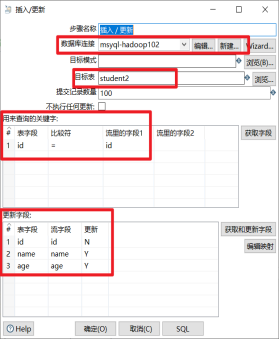 插入/更新
步骤名称 插入 / 更新
数据库连接 msyql-hadoop102 编辑... 新建... Wizard...
目标模式 浏览(B)...
目标表 student2 浏览...
提交记录数量 100
不执行任何更新:
用来查询的关键字:
# 表字段 比较符 流里的字段1 流里的字段2 获取字段
1 id = id
更新字段:
# 表字段 流字段 更新 获取和更新字段
1 id id N 编辑映射
2 name name Y
3 age age Y
Help 确定(O) 取消(C) SQL